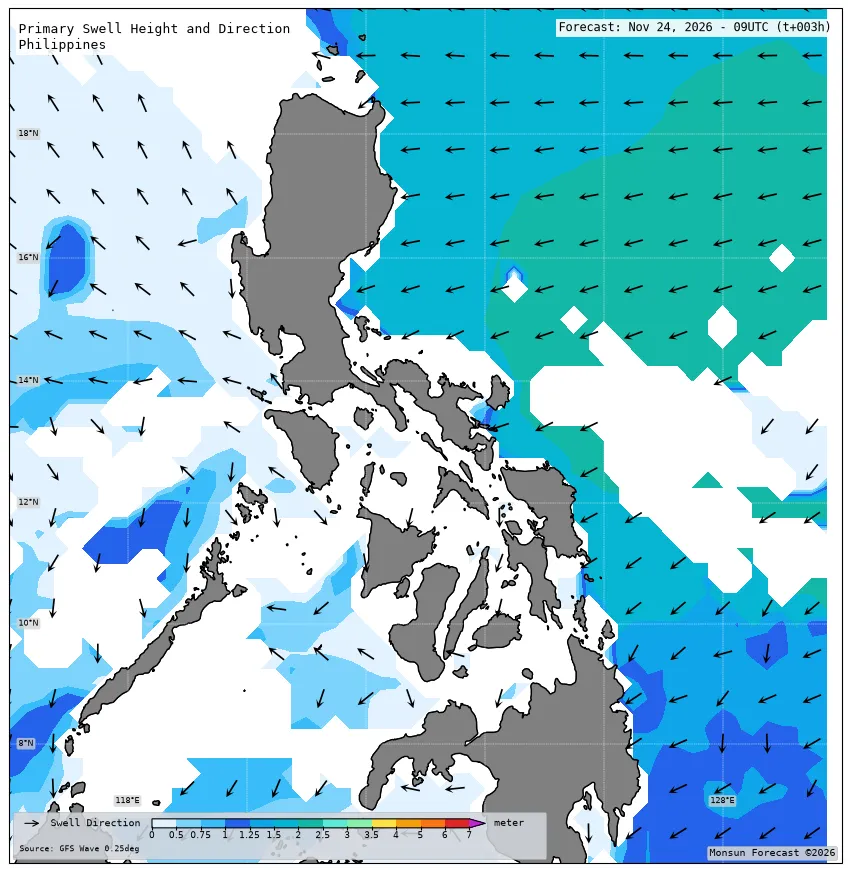 Primary Swell Height and Direction
Philippines
Forecast: Nov 24, 2026 - 09UTC (t+003h)
18°N
16°N
14°N
12°N
10°N
8°N
118°E
128°E
Swell Direction
0 0.5 0.75 1 1.25 1.5 2 2.5 3 3.5 4 5 6 7
meter
Source: GFS Wave 0.25deg
Monsun Forecast ©2026